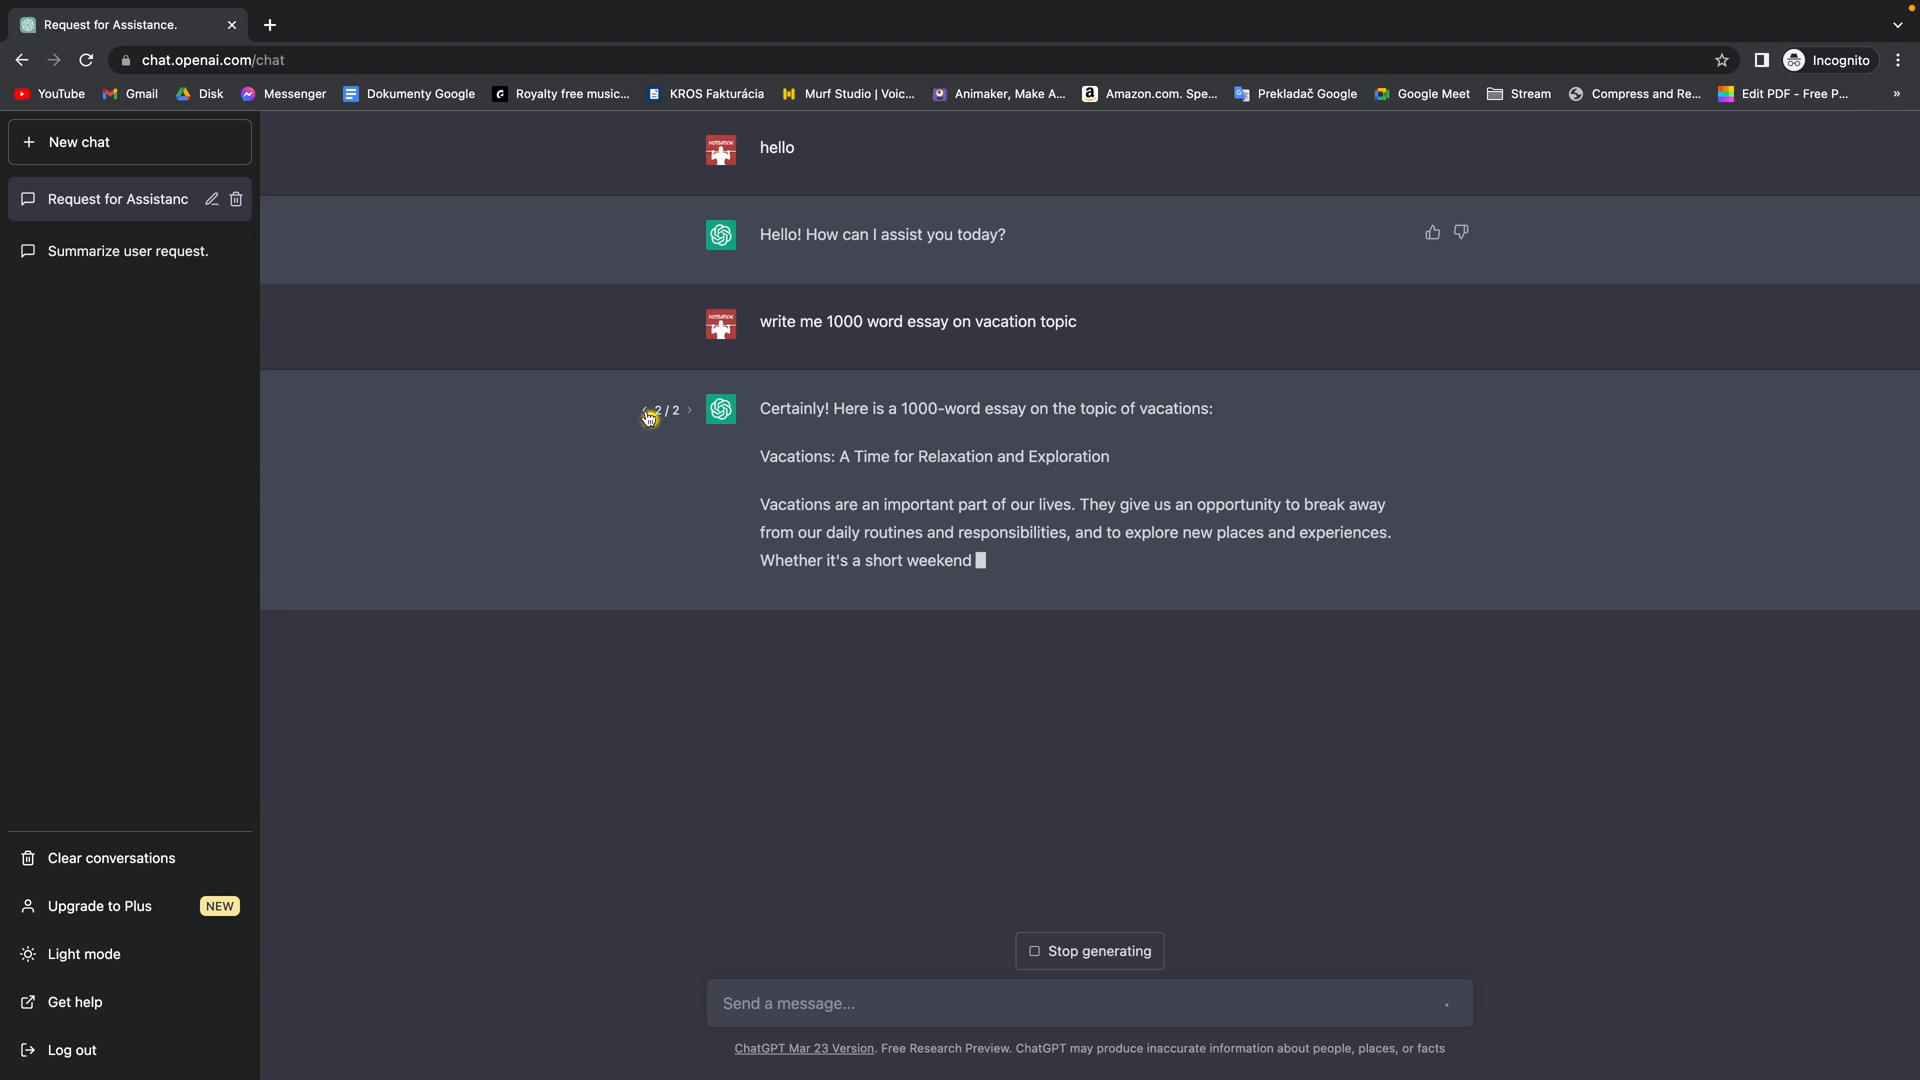 Request for Assistance.
chat.openai.com/chat
Incognito
YouTube
Gmail
Disk
Messenger
Dokumenty Google
Royalty free music...
KROS Fakturácia
Murf Studio | Voic...
Animaker, Make A...
Amazon.com. Spe...
Prekladač Google
Google Meet
Stream
Compress and Re...
Edit PDF - Free P...
»
New chat
Request for Assistanc
Summarize user request.
hello
Hello! How can I assist you today?
write me 1000 word essay on vacation topic
2 / 2
Certainly! Here is a 1000-word essay on the topic of vacations:
Vacations: A Time for Relaxation and Exploration
Vacations are an important part of our lives. They give us an opportunity to break away
from our daily routines and responsibilities, and to explore new places and experiences.
Whether it's a short weekend
Stop generating
Send a message...
ChatGPT Mar 23 Version. Free Research Preview. ChatGPT may produce inaccurate information about people, places, or facts
Clear conversations
Upgrade to Plus
NEW
Light mode
Get help
Log out